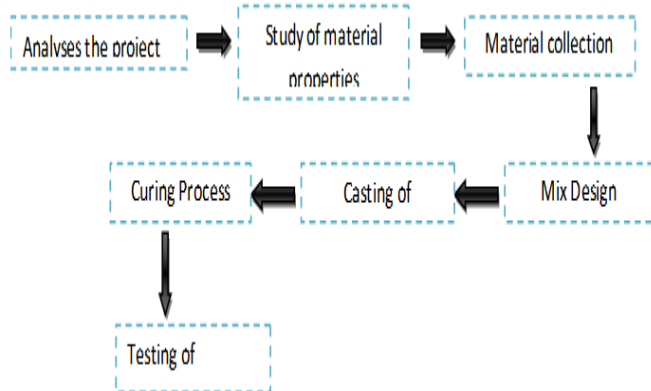 Analyses the project
Study of material
properties
Material collection
Mix Design
Casting of
Curing Process
Testing of